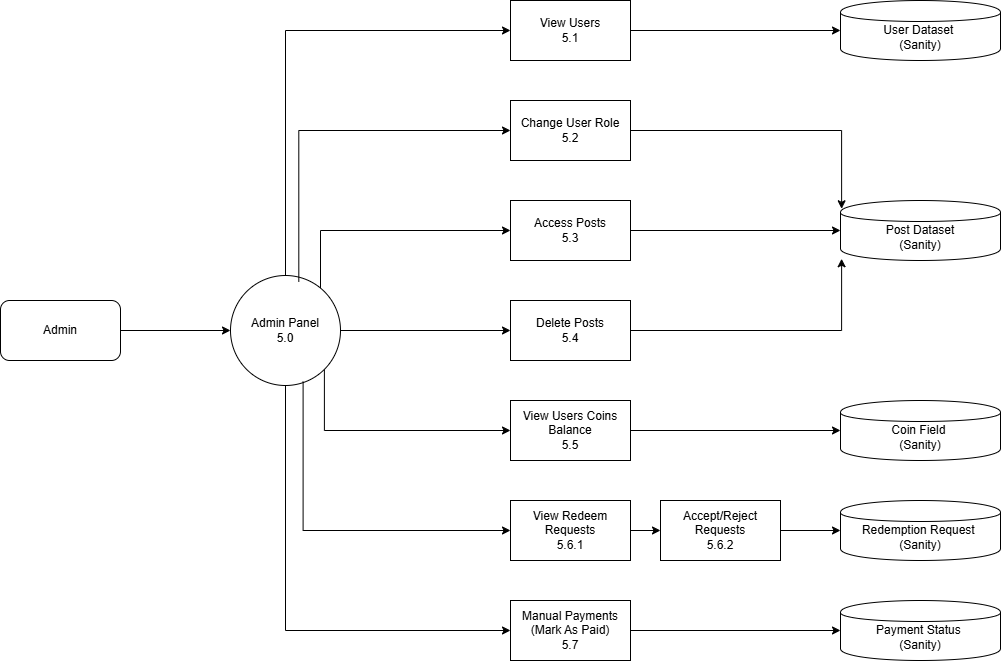 View Users
5.1
User Dataset
(Sanity)
Change User Role
5.2
Access Posts
5.3
Post Dataset
(Sanity)
Admin
Admin Panel
5.0
Delete Posts
5.4
View Users Coins
Balance
5.5
Coin Field
(Sanity)
View Redeem
Requests
5.6.1
Accept/Reject
Requests
5.6.2
Redemption Request
(Sanity)
Manual Payments
(Mark As Paid)
5.7
Payment Status
(Sanity)